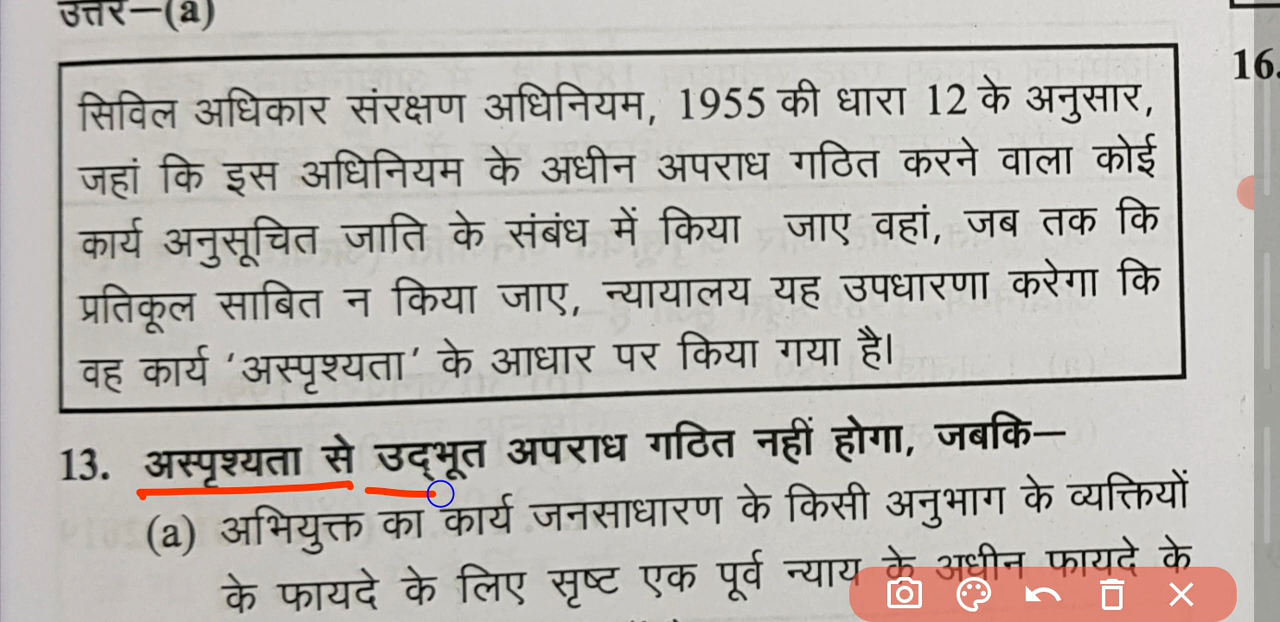 उत्तर—(a)
सिविल अधिकार संरक्षण अधिनियम, 1955 की धारा 12 के अनुसार,
जहां कि इस अधिनियम के अधीन अपराध गठित करने वाला कोई
कार्य अनुसूचित जाति के संबंध में किया जाए वहां, जब तक कि
प्रतिकूल साबित न किया जाए, न्यायालय यह उपधारणा करेगा कि
वह कार्य ‘अस्पृश्यता’ के आधार पर किया गया है।
13. अस्पृश्यता से उद्‌भूत अपराध गठित नहीं होगा, जबकि—
(a) अभियुक्त का कार्य जनसाधारण के किसी अनुभाग के व्यक्तियों
के फायदे के लिए सृष्ट एक पूर्व न्याय के अधीन फायदे के
16.